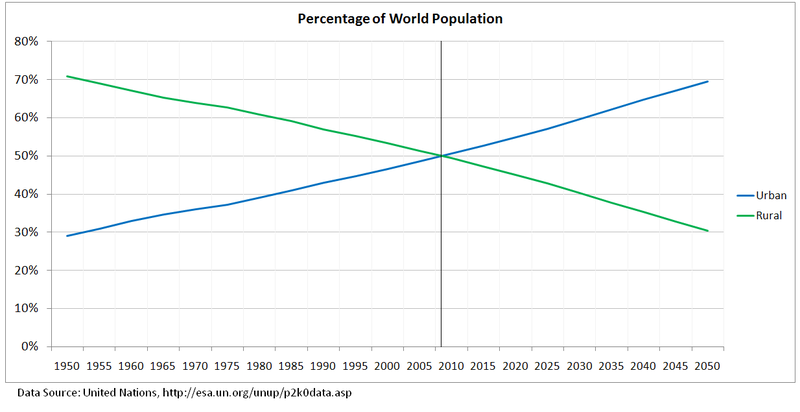 Percentage of World Population
80%
70%
60%
50%
40%
30%
20%
10%
0%
Urban
Rural
1950 1955 1960 1965 1970 1975 1980 1985 1990 1995 2000 2005 2010 2015 2020 2025 2030 2035 2040 2045 2050
Data Source: United Nations, http://esa.un.org/unup/p2k0data.asp